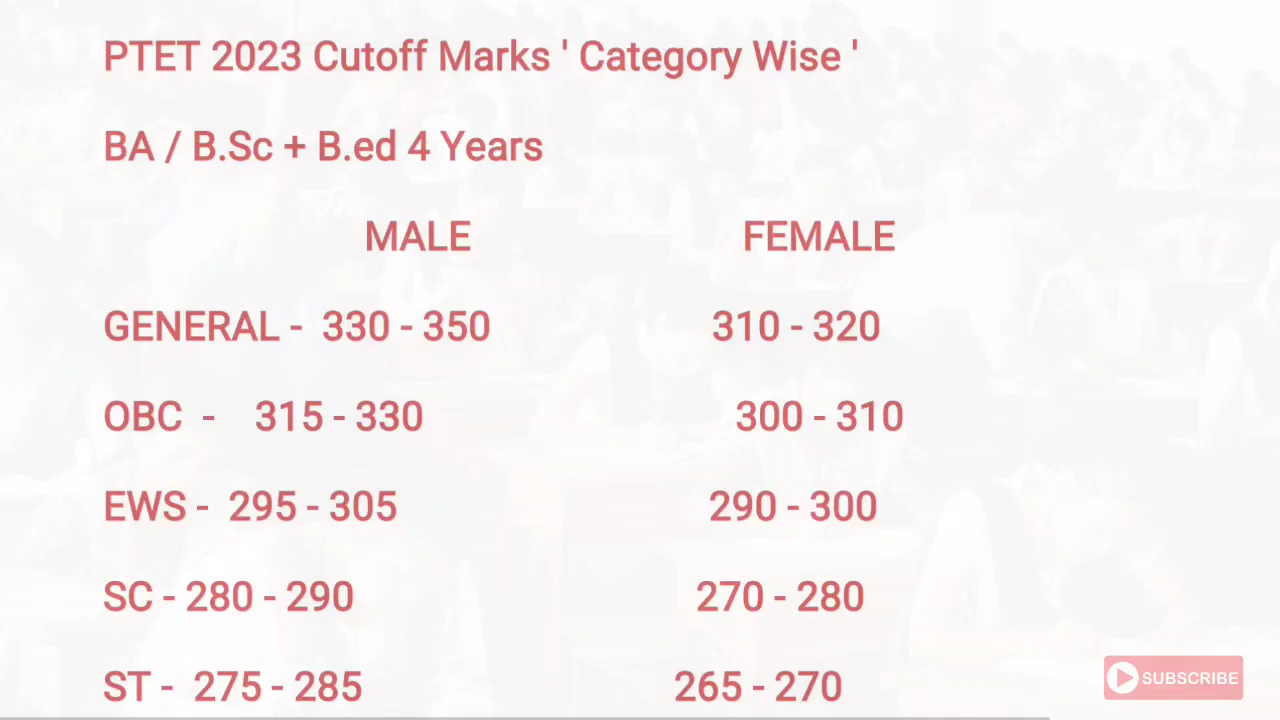 PTET 2023 Cutoff Marks ' Category Wise '
BA / B.Sc + B.ed 4 Years
MALE FEMALE
GENERAL - 330 - 350 310 - 320
OBC - 315 - 330 300 - 310
EWS - 295 - 305 290 - 300
SC - 280 - 290 270 - 280
ST - 275 - 285 265 - 270
SUBSCRIBE